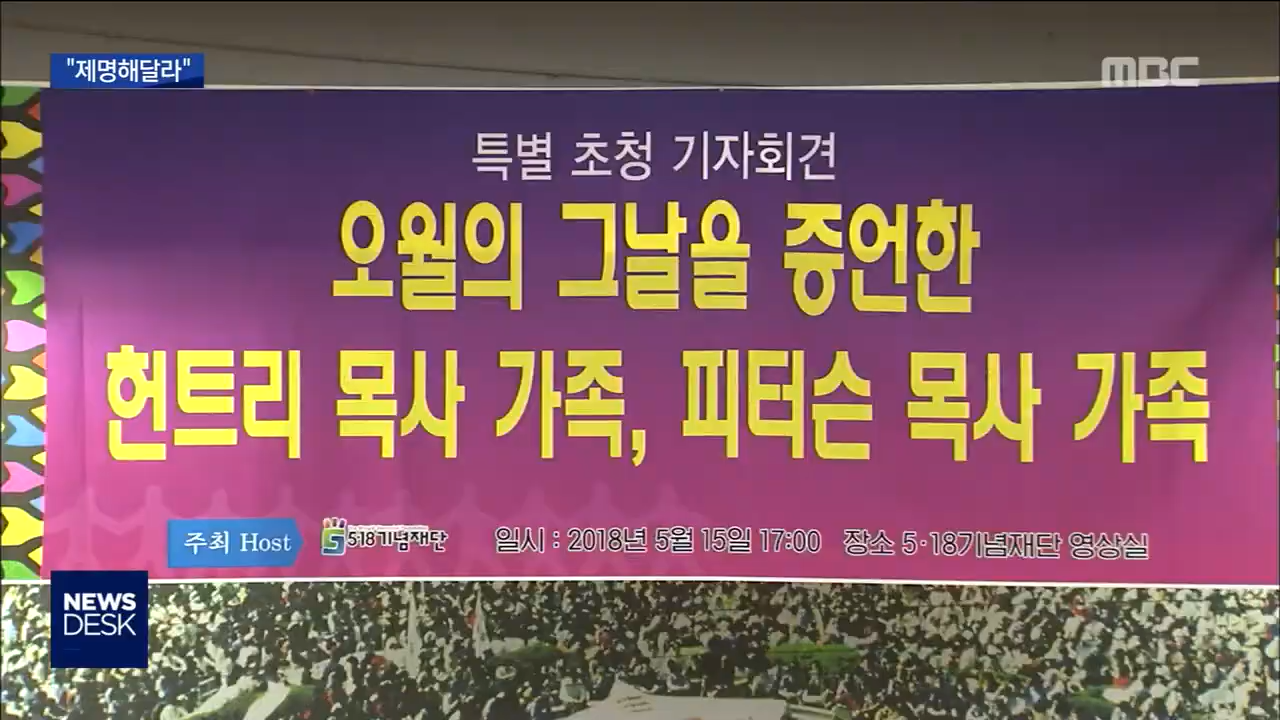 "제명해달라"
MBC
특별 초청 기자회견
오월의 그날을 증언한
헌트리 목사 가족, 피터슨 목사 가족
주최 Host 5·18기념재단 일시 : 2018년 5월 15일 17:00 장소 5·18기념재단 영상실
NEWS
DESK